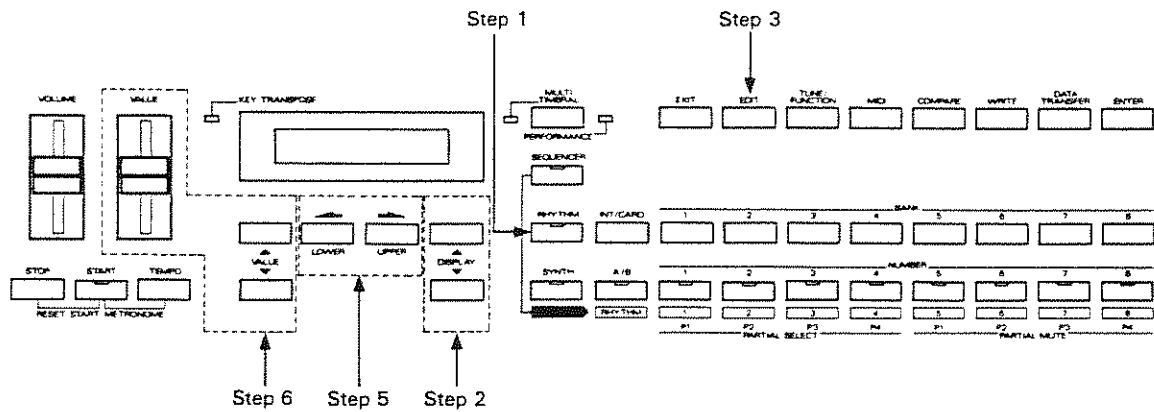 Step 1
Step 3
VOLUME
VALUE
KEY TRANSPOSE
MULTI TIMBRAL
PERFORMANCE
EXIT
EDIT
TUNE/ FUNCTION
MIDI
COMPARE
WRITE
DATA TRANSFER
ENTER
SEQUENCER
RHYTHM
INT/CARD
BANK
1 2 3 4 5 6 7 8
VALUE
LOWER
UPPER
DISPLAY
STOP
START
TEMPO
RESET START
METRONOME
SYNTH
A/B
NUMBER
1 2 3 4 5 6 7 8
RHYTHM
1 2 3 4 5 6 7 8
P1 P2 P3 P4 P1 P2 P3 P4
PARTIAL SELECT
PARTIAL MUTE
Step 6
Step 5
Step 2